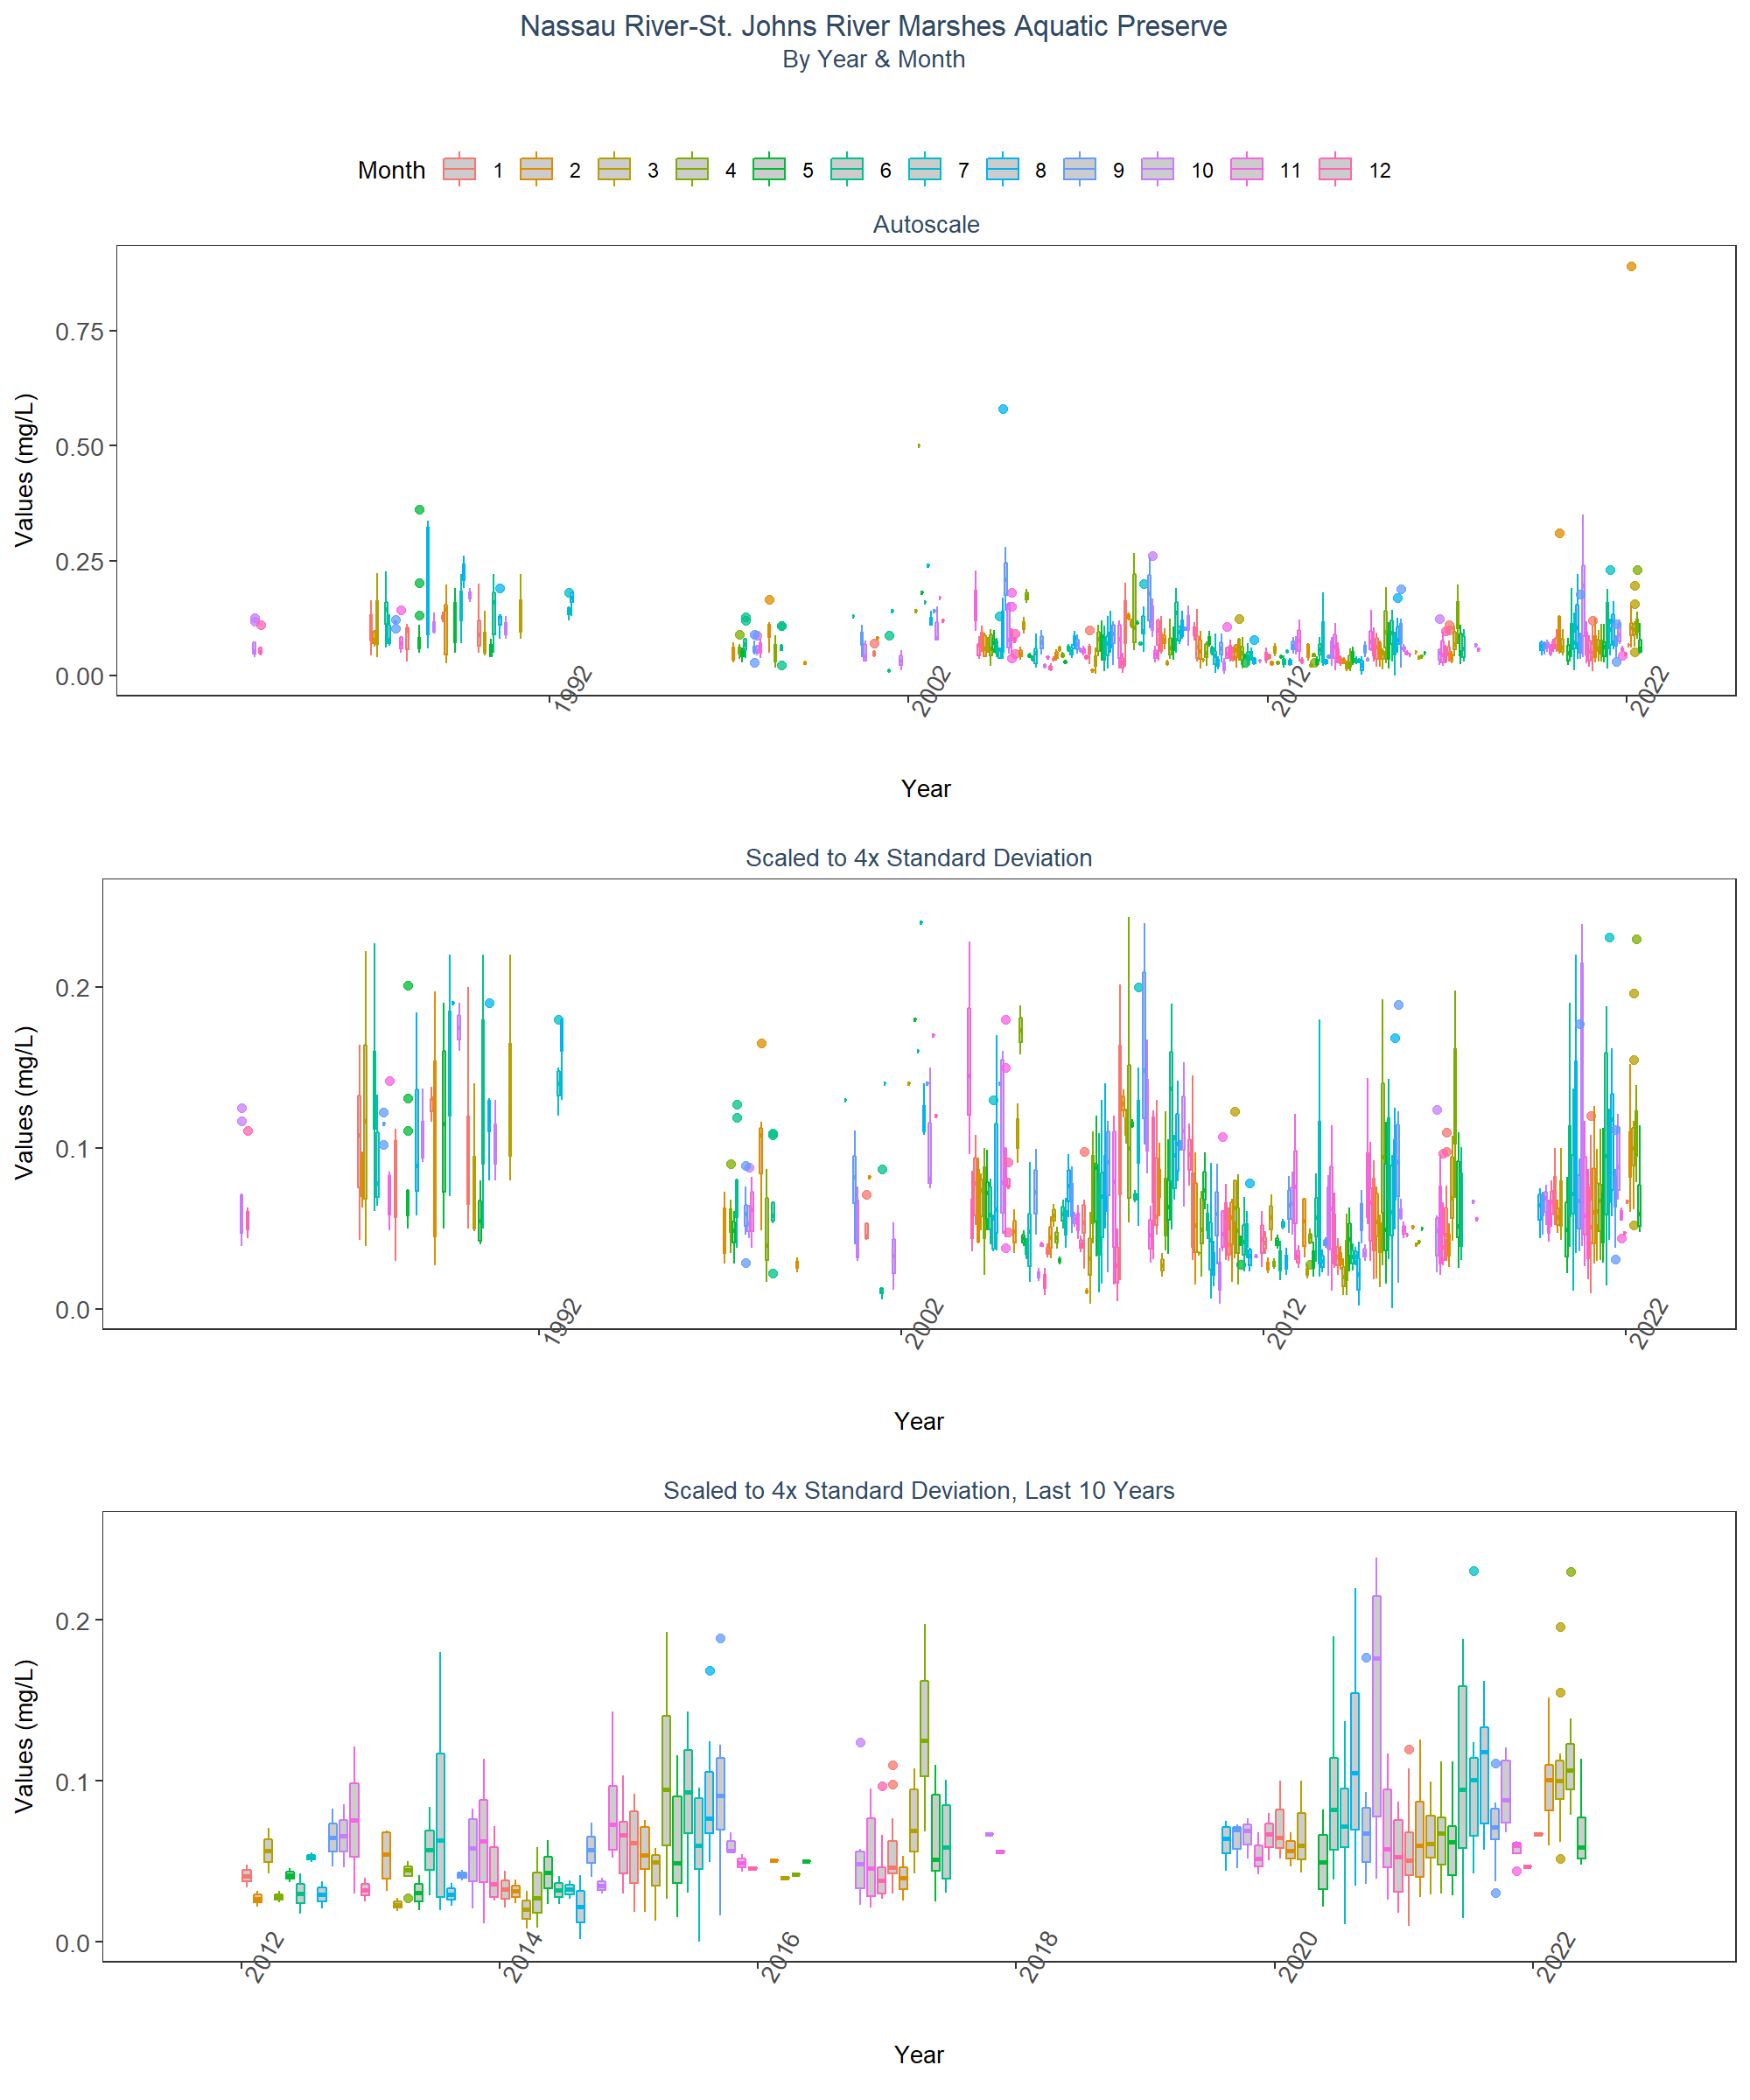 Nassau River-St. Johns River Marshes Aquatic Preserve
By Year & Month
Month 1 2 3 4 5 6 7 8 9 10 11 12
Autoscale
Values (mg/L)
0.75
0.50
0.25
0.00
1992 2002 2012 2022
Year
Scaled to 4x Standard Deviation
Values (mg/L)
0.2
0.1
0.0
1992 2002 2012 2022
Year
Scaled to 4x Standard Deviation, Last 10 Years
Values (mg/L)
0.2
0.1
0.0
2012 2014 2016 2018 2020 2022
Year